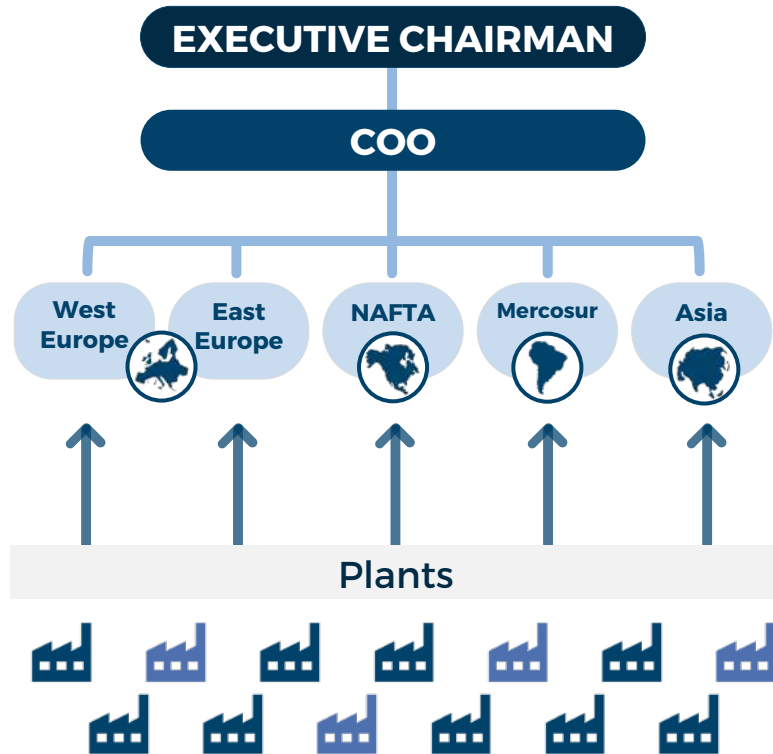 EXECUTIVE CHAIRMAN
COO
West
Europe
East
Europe
NAFTA
Mercosur
Asia
Plants